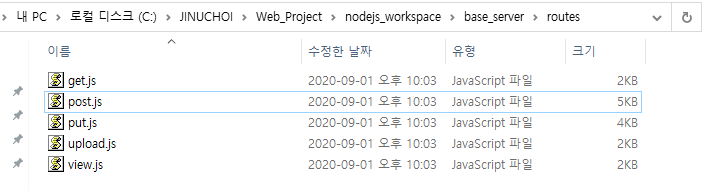 내 PC > 로컬 디스크 (C:) > JINUCHOI > Web_Project > nodejs_workspace > base_server > routes
이름 수정한 날짜 유형 크기
get.js 2020-09-01 오후 10:03 JavaScript 파일 2KB
post.js 2020-09-01 오후 10:03 JavaScript 파일 5KB
put.js 2020-09-01 오후 10:03 JavaScript 파일 4KB
upload.js 2020-09-01 오후 10:03 JavaScript 파일 2KB
view.js 2020-09-01 오후 10:03 JavaScript 파일 2KB